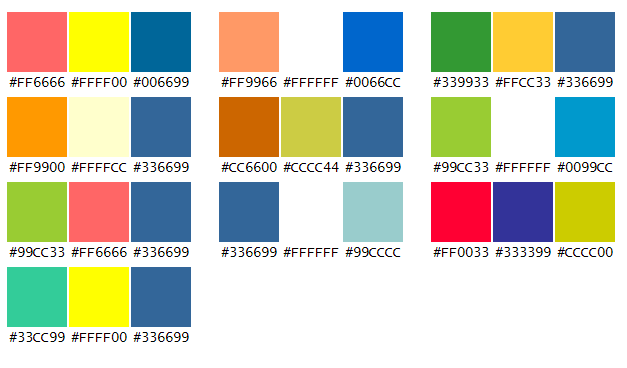 #FF6666 #FFFF00 #006699 #FF9966 #FFFFFF #0066CC #339933 #FFCC33 #336699
#FF9900 #FFFFCC #336699 #CC6600 #CCCC44 #336699 #99CC33 #FFFFFF #0099CC
#99CC33 #FF6666 #336699 #336699 #FFFFFF #99CCCC #FF0033 #333399 #CCCC00
#33CC99 #FFFF00 #336699